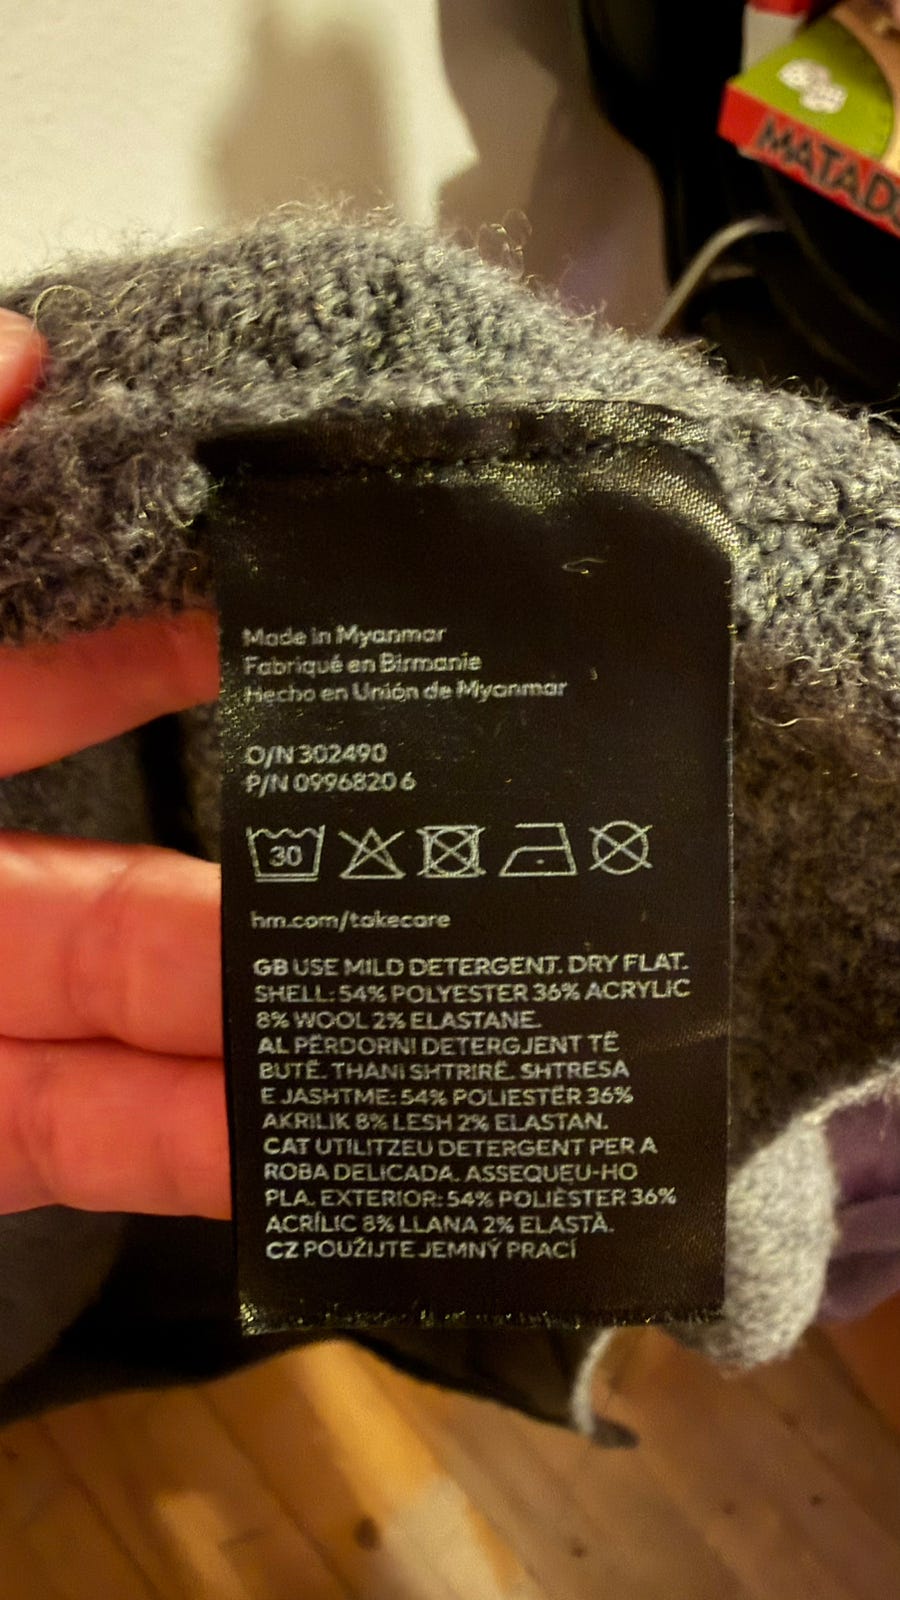 MATAD
Made in Myanmar
Fabriqué en Birmanie
Hecho en Unión de Myanmar
O/N 302490
P/N 0996820 6
30
hm.com/takecare
GB USE MILD DETERGENT. DRY FLAT.
SHELL: 54% POLYESTER 36% ACRYLIC
8% WOOL 2% ELASTANE.
AL PËRDORNI DETERGJENT TË
BUTË. THANI SHTRIRË. SHTRESA
E JASHTME: 54% POLIESTËR 36%
AKRILIK 8% LESH 2% ELASTAN.
CAT UTILITZEU DETERGENT PER A
ROBA DELICADA. ASSEQUEU-HO
PLA. EXTERIOR: 54% POLIÈSTER 36%
ACRÍLIC 8% LLANA 2% ELASTÀ.
CZ POUŽIJTE JEMNÝ PRACÍ